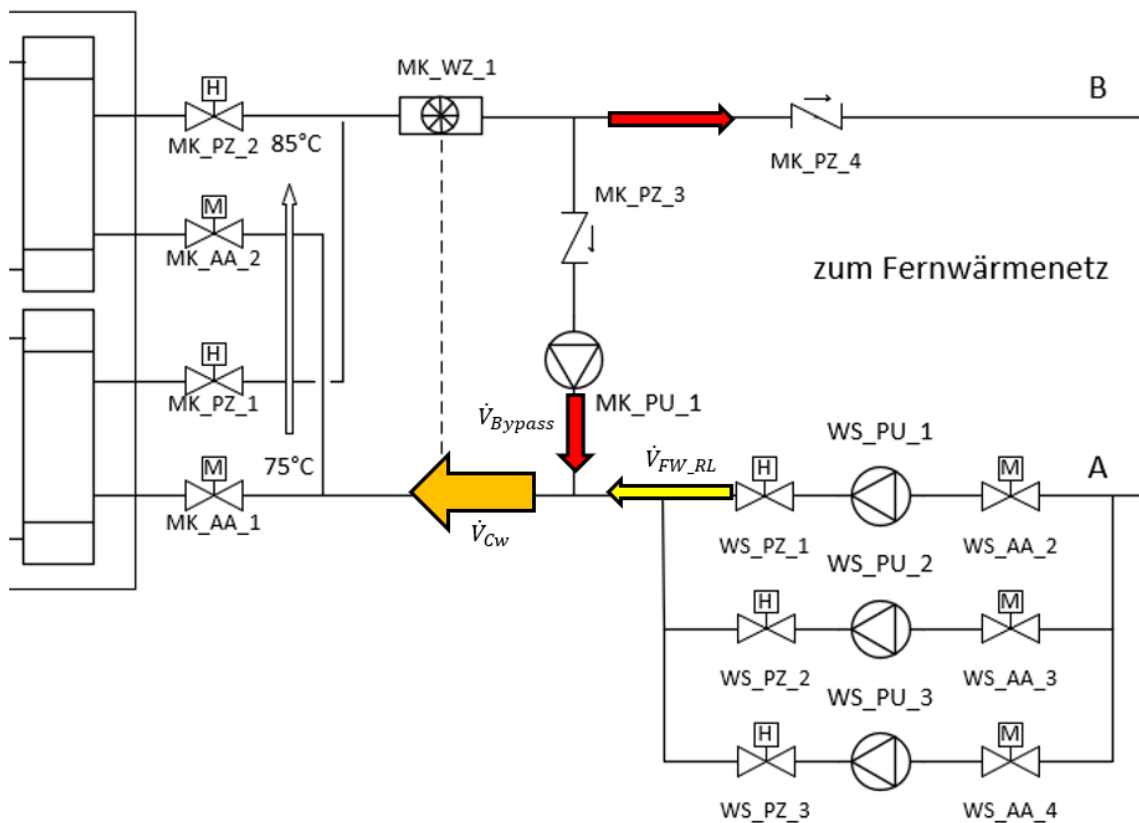 MK_WZ_1
B
H
MK_PZ_2
85°C
MK_PZ_4
MK_PZ_3
M
MK_AA_2
zum Fernwärmenetz
H
MK_PZ_1
MK_PU_1
V̇Bypass
WS_PU_1
75°C
V̇FW_RL
H
M
A
M
MK_AA_1
V̇Cw
WS_PZ_1
WS_AA_2
WS_PU_2
H
M
WS_PZ_2
WS_AA_3
WS_PU_3
H
M
WS_PZ_3
WS_AA_4